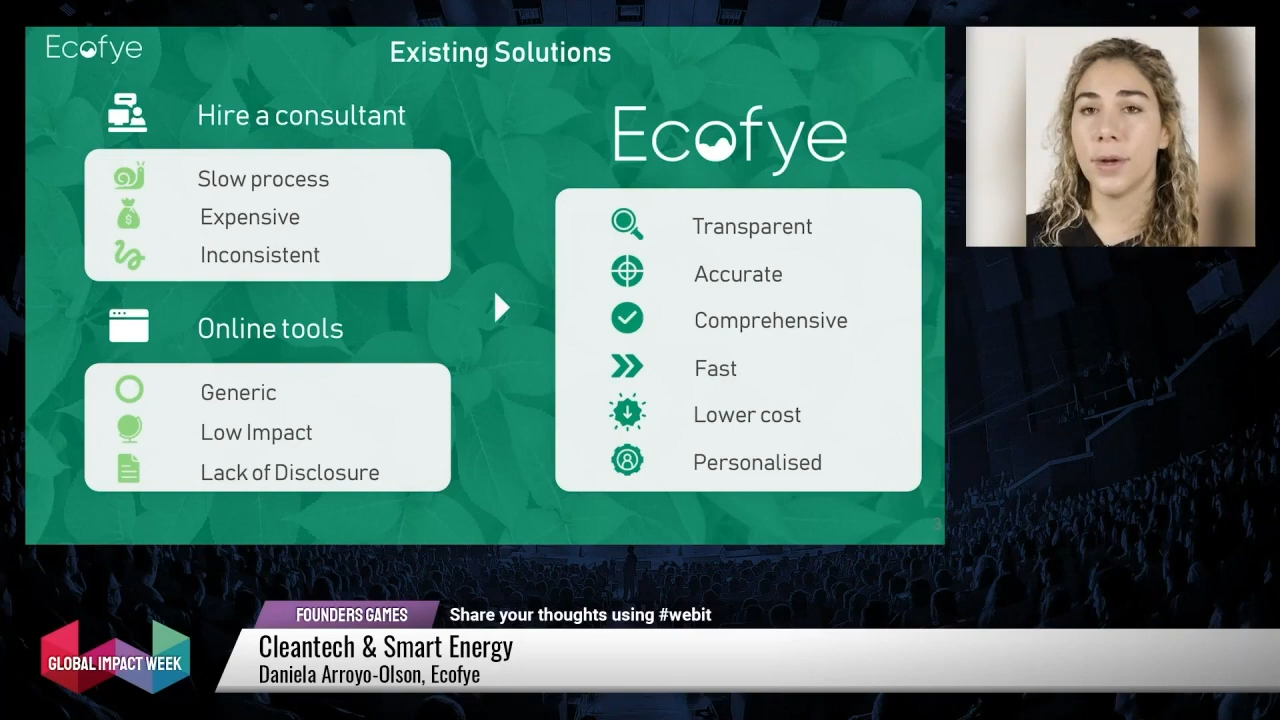 Ecofye
Existing Solutions
Hire a consultant
Slow process
Expensive
Inconsistent
Online tools
Generic
Low Impact
Lack of Disclosure
Ecofye
Transparent
Accurate
Comprehensive
Fast
Lower cost
Personalised
3
FOUNDERS GAMES
Share your thoughts using #webit
GLOBAL IMPACT WEEK
Cleantech & Smart Energy
Daniela Arroyo-Olson, Ecofye